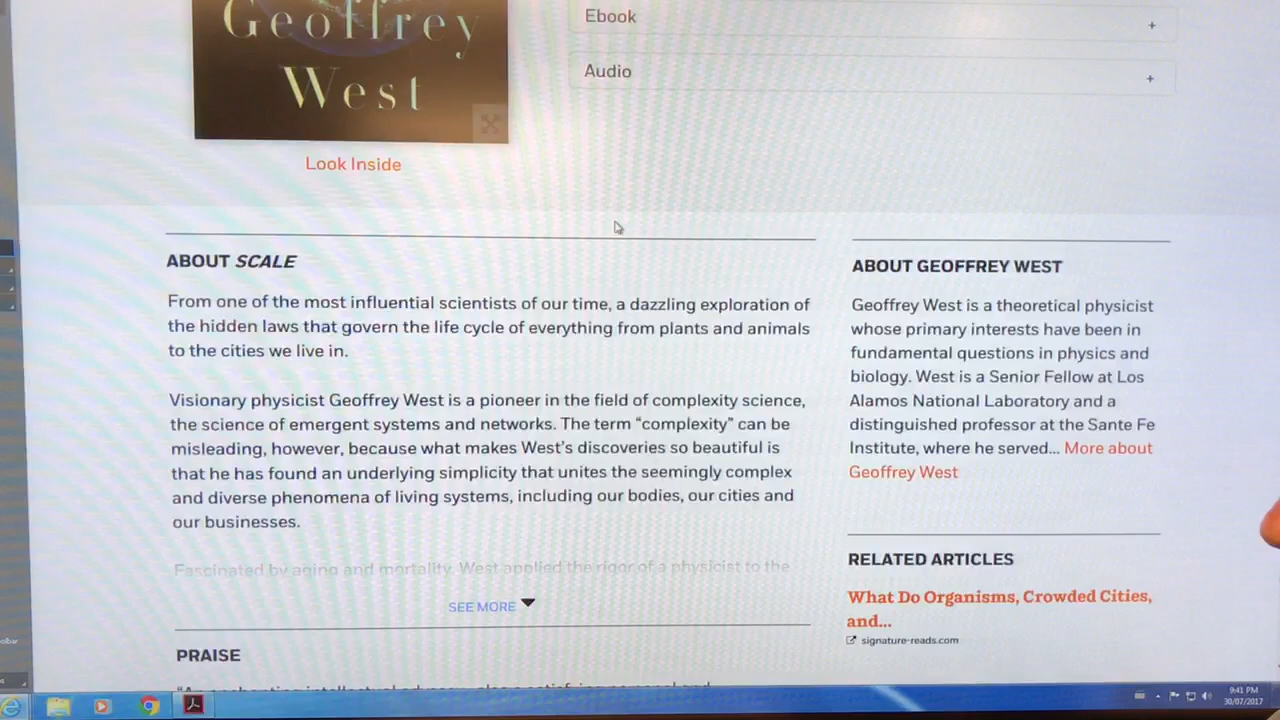 Geoffrey
West
Look Inside
Ebook
+
Audio
+
ABOUT SCALE
From one of the most influential scientists of our time, a dazzling exploration of
the hidden laws that govern the life cycle of everything from plants and animals
to the cities we live in.
Visionary physicist Geoffrey West is a pioneer in the field of complexity science,
the science of emergent systems and networks. The term “complexity” can be
misleading, however, because what makes West’s discoveries so beautiful is
that he has found an underlying simplicity that unites the seemingly complex
and diverse phenomena of living systems, including our bodies, our cities and
our businesses.
Fascinated by aging and mortality, West applied the rigor of a physicist to the
SEE MORE
PRAISE
ABOUT GEOFFREY WEST
Geoffrey West is a theoretical physicist
whose primary interests have been in
fundamental questions in physics and
biology. West is a Senior Fellow at Los
Alamos National Laboratory and a
distinguished professor at the Sante Fe
Institute, where he served... More about
Geoffrey West
RELATED ARTICLES
What Do Organisms, Crowded Cities,
and...
signature-reads.com
9:41 PM
30/07/2017